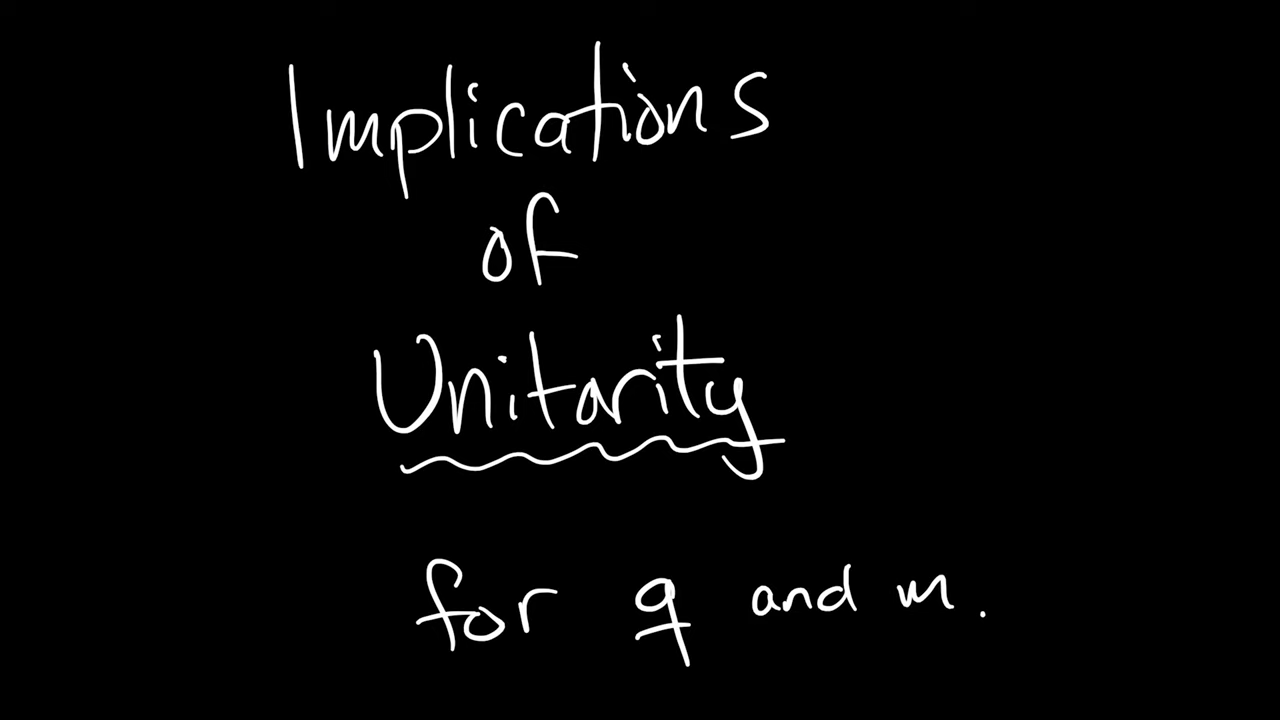 Implications
of
Unitarity
for q and m.